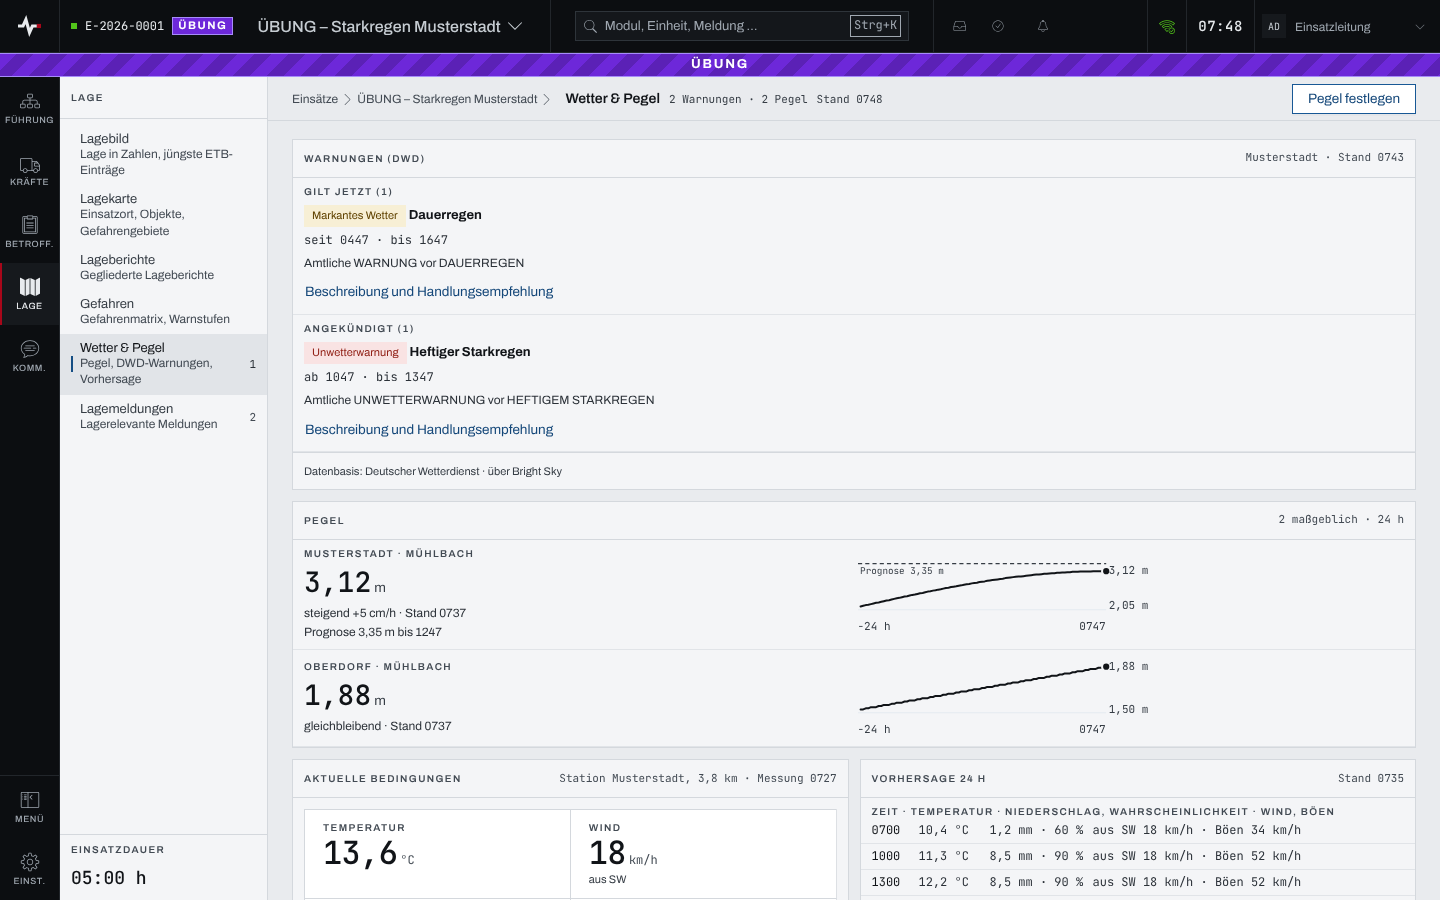 E-2026-0001 ÜBUNG ÜBUNG – Starkregen Musterstadt Modul, Einheit, Meldung ... Strg+K 07:48 AD Einsatzleitung
ÜBUNG
FÜHRUNG
KRÄFTE
BETROFF.
LAGE
KOMM.
MENÜ
EINST.
LAGE
Lagebild
Lage in Zahlen, jüngste ETB-
Einträge
Lagekarte
Einsatzort, Objekte,
Gefahrengebiete
Lageberichte
Gegliederte Lageberichte
Gefahren
Gefahrenmatrix, Warnstufen
Wetter & Pegel
Pegel, DWD-Warnungen, 1
Vorhersage
Lagemeldungen
Lagerelevante Meldungen 2
EINSATZDAUER
05:00 h
Einsätze ÜBUNG – Starkregen Musterstadt Wetter & Pegel 2 Warnungen · 2 Pegel Stand 0748 Pegel festlegen
WARNUNGEN (DWD) Musterstadt · Stand 0743
GILT JETZT (1)
Markantes Wetter Dauerregen
seit 0447 · bis 1647
Amtliche WARNUNG vor DAUERREGEN
Beschreibung und Handlungsempfehlung
ANGEKÜNDIGT (1)
Unwetterwarnung Heftiger Starkregen
ab 1047 · bis 1347
Amtliche UNWETTERWARNUNG vor HEFTIGEM STARKREGEN
Beschreibung und Handlungsempfehlung
Datenbasis: Deutscher Wetterdienst · über Bright Sky
PEGEL 2 maßgeblich · 24 h
MUSTERSTADT · MÜHLBACH
3,12 m
steigend +5 cm/h · Stand 0737
Prognose 3,35 m bis 1247
Prognose 3,35 m 3,12 m
2,05 m
-24 h 0747
OBERDORF · MÜHLBACH
1,88 m
gleichbleibend · Stand 0737
1,88 m
1,50 m
-24 h 0747
AKTUELLE BEDINGUNGEN Station Musterstadt, 3,8 km · Messung 0727
TEMPERATUR
13,6 °C
WIND
18 km/h
aus SW
VORHERSAGE 24 H Stand 0735
ZEIT · TEMPERATUR · NIEDERSCHLAG, WAHRSCHEINLICHKEIT · WIND, BÖEN
0700 10,4 °C 1,2 mm · 60 % aus SW 18 km/h · Böen 34 km/h
1000 11,3 °C 8,5 mm · 90 % aus SW 18 km/h · Böen 52 km/h
1300 12,2 °C 8,5 mm · 90 % aus SW 18 km/h · Böen 52 km/h